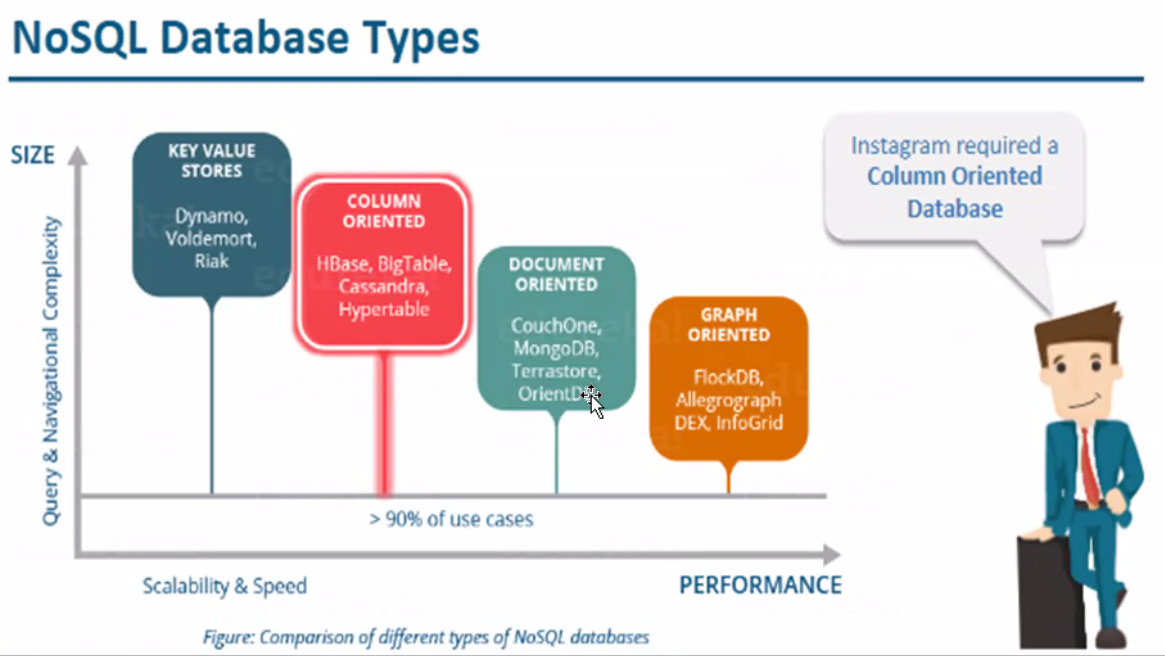 NoSQL Database Types
SIZE
Query & Navigational Complexity
KEY VALUE
STORES
Dynamo,
Voldemort,
Riak
COLUMN
ORIENTED
HBase, BigTable,
Cassandra,
Hypertable
DOCUMENT
ORIENTED
CouchOne,
MongoDB,
Terrastore,
GRAPH
ORIENTED
FlockDB,
Allegrograph
DEX, InfoGrid
Instagram required a
Column Oriented
Database
> 90% of use cases
Scalability & Speed
PERFORMANCE
Figure: Comparison of different types of NoSQL databases